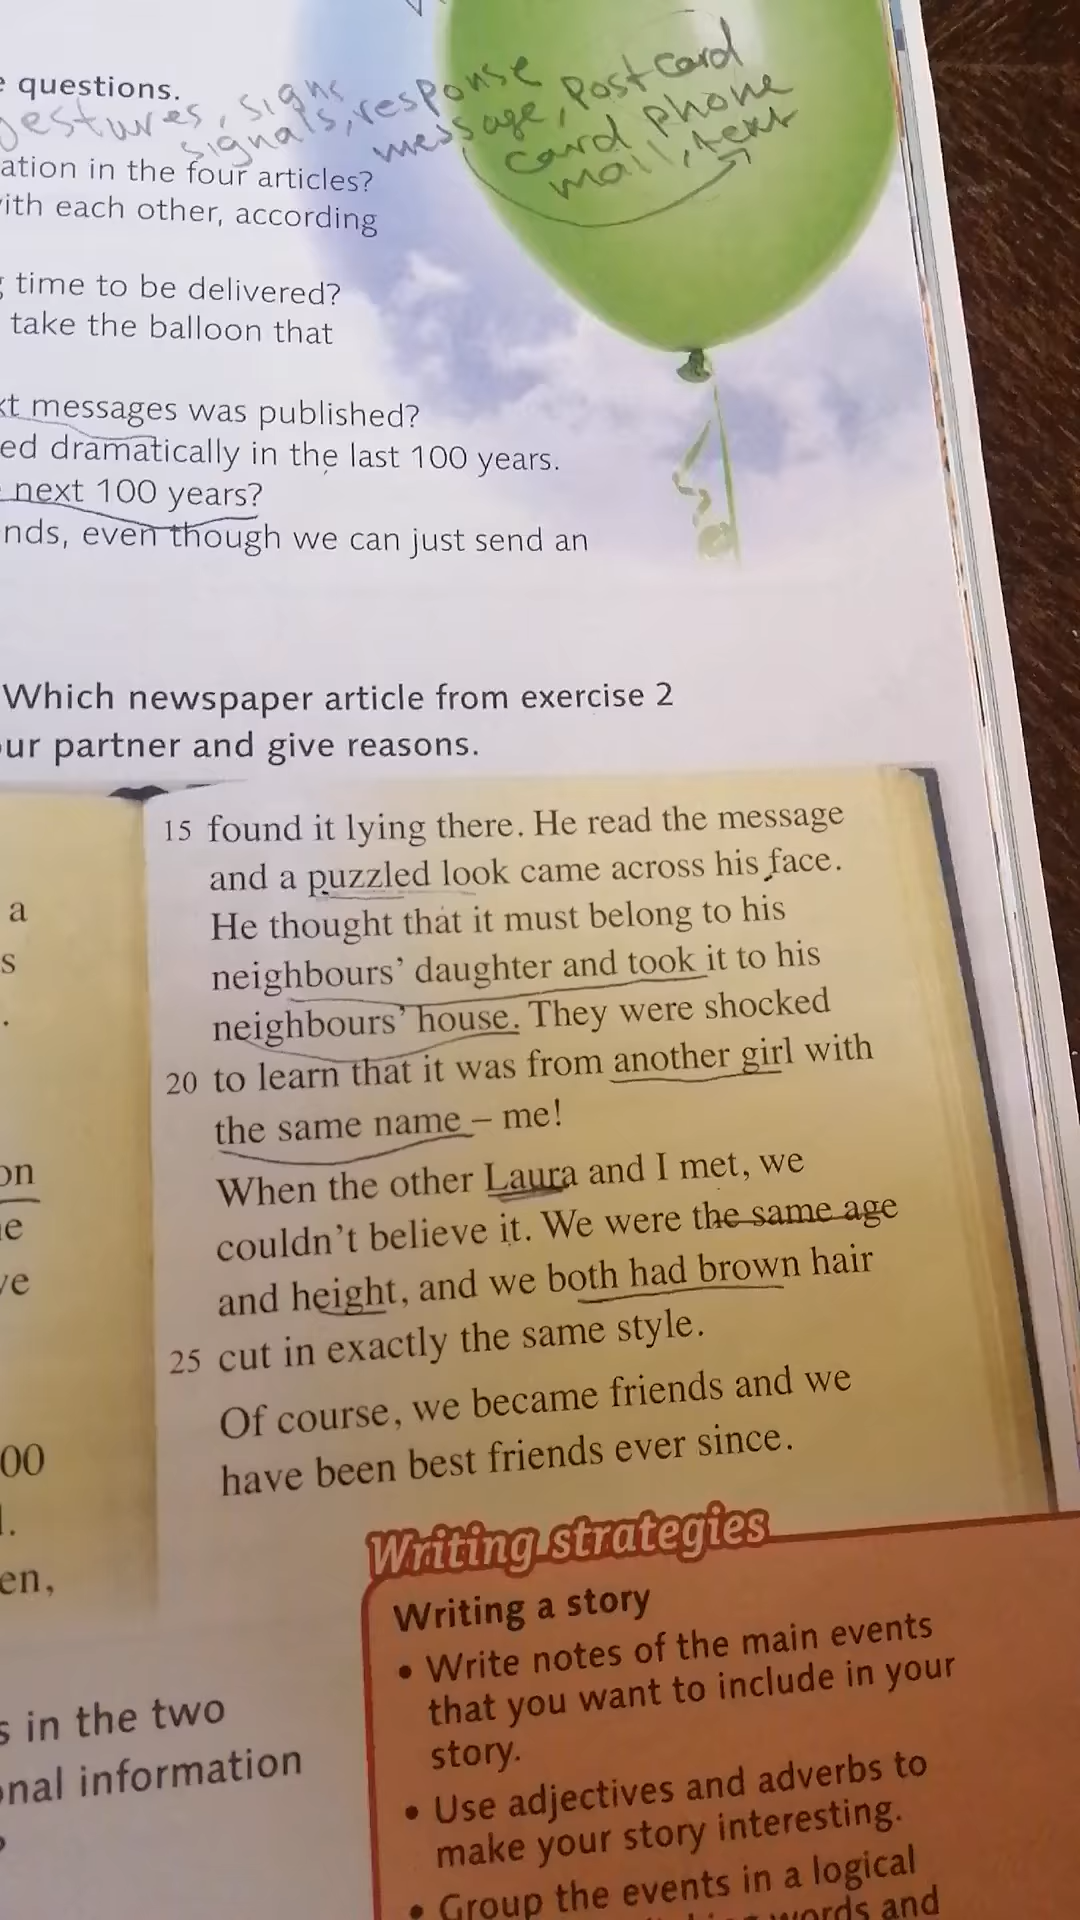 questions.
gestures, signs
signals, response
message, Postcard
card phone
mail, text
ation in the four articles?
ith each other, according
time to be delivered?
take the balloon that
xt messages was published?
ed dramatically in the last 100 years.
next 100 years?
nds, even though we can just send an
Which newspaper article from exercise 2
ur partner and give reasons.
15 found it lying there. He read the message
and a puzzled look came across his face.
He thought that it must belong to his
neighbours' daughter and took it to his
neighbours' house. They were shocked
20 to learn that it was from another girl with
the same name – me!
When the other Laura and I met, we
couldn't believe it. We were the same age
and height, and we both had brown hair
25 cut in exactly the same style.
Of course, we became friends and we
have been best friends ever since.
a
s
.
on
e
ve
00
.
en,
s in the two
onal information
Writing strategies
Writing a story
• Write notes of the main events
that you want to include in your
story.
• Use adjectives and adverbs to
make your story interesting.
• Group the events in a logical
words and